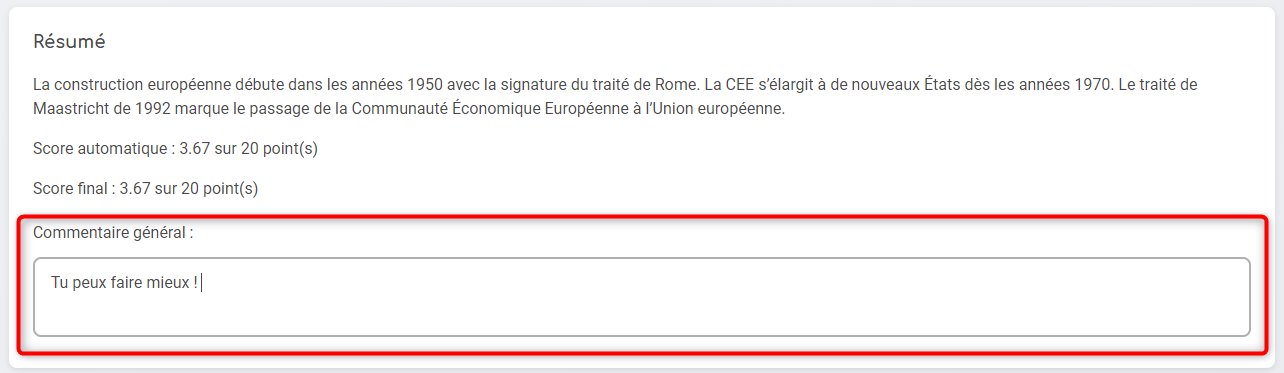 Résumé
La construction européenne débute dans les années 1950 avec la signature du traité de Rome. La CEE s’élargit à de nouveaux États dès les années 1970. Le traité de
Maastricht de 1992 marque le passage de la Communauté Économique Européenne à l’Union européenne.
Score automatique : 3.67 sur 20 point(s)
Score final : 3.67 sur 20 point(s)
Commentaire général :
Tu peux faire mieux !